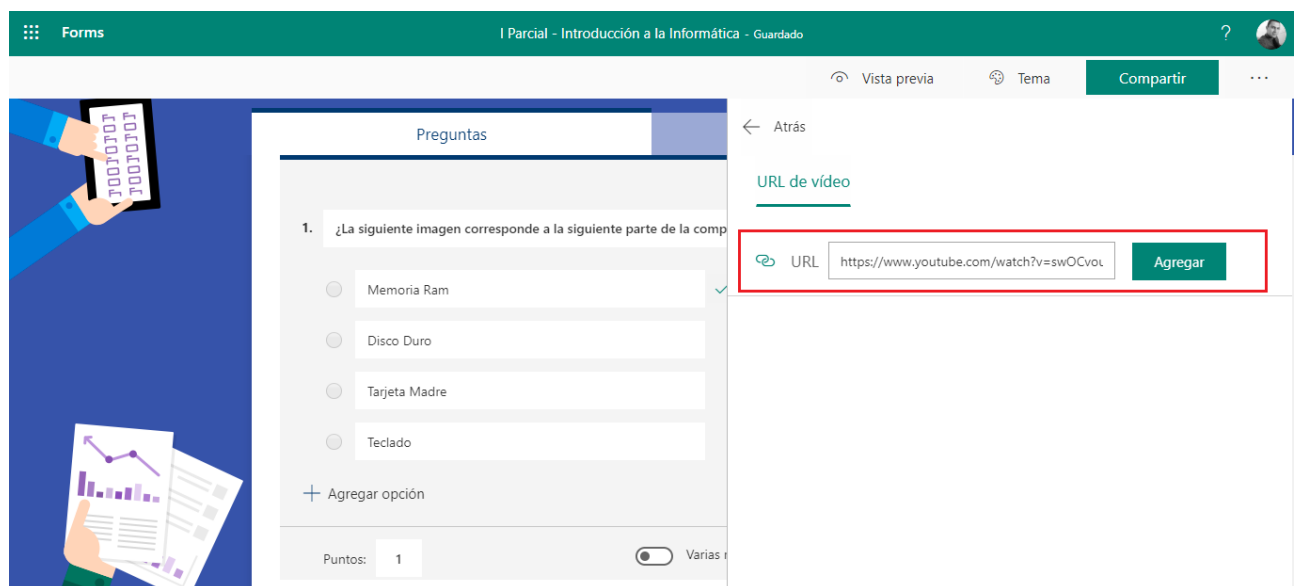 Forms
I Parcial - Introducción a la Informática - Guardado
?
Vista previa
Tema
Compartir
...
Preguntas
1. ¿La siguiente imagen corresponde a la siguiente parte de la comp
Memoria Ram
Disco Duro
Tarjeta Madre
Teclado
+ Agregar opción
Puntos: 1
Varias
← Atrás
URL de vídeo
URL https://www.youtube.com/watch?v=swOCvou Agregar